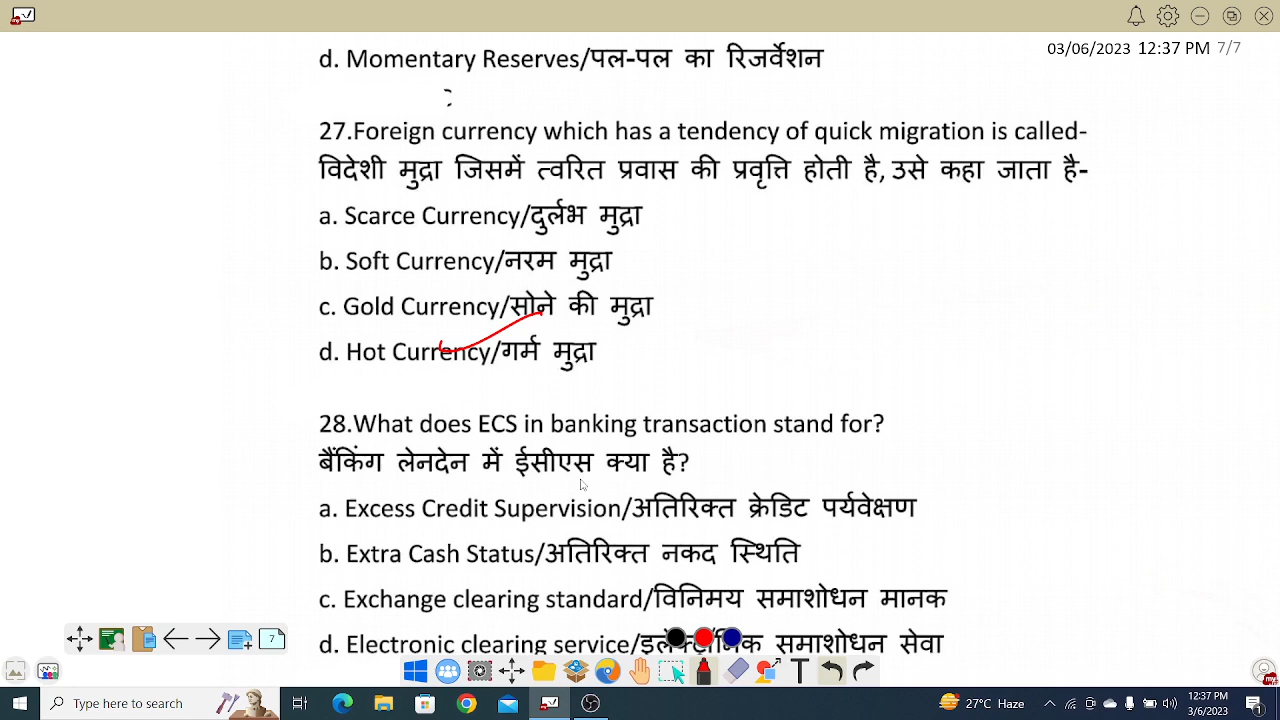 03/06/2023 12:37 PM 7/7
d. Momentary Reserves/पल-पल का रिजर्वेशन
27.Foreign currency which has a tendency of quick migration is called-
विदेशी मुद्रा जिसमें त्वरित प्रवास की प्रवृत्ति होती है, उसे कहा जाता है-
a. Scarce Currency/दुर्लभ मुद्रा
b. Soft Currency/नरम मुद्रा
c. Gold Currency/सोने की मुद्रा
d. Hot Currency/गर्म मुद्रा
28.What does ECS in banking transaction stand for?
बैंकिंग लेनदेन में ईसीएस क्या है?
a. Excess Credit Supervision/अतिरिक्त क्रेडिट पर्यवेक्षण
b. Extra Cash Status/अतिरिक्त नकद स्थिति
c. Exchange clearing standard/विनिमय समाशोधन मानक
d. Electronic clearing service/इलेक्ट्रॉनिक समाशोधन सेवा
7
Type here to search
27°C Haze
12:37 PM
3/6/2023